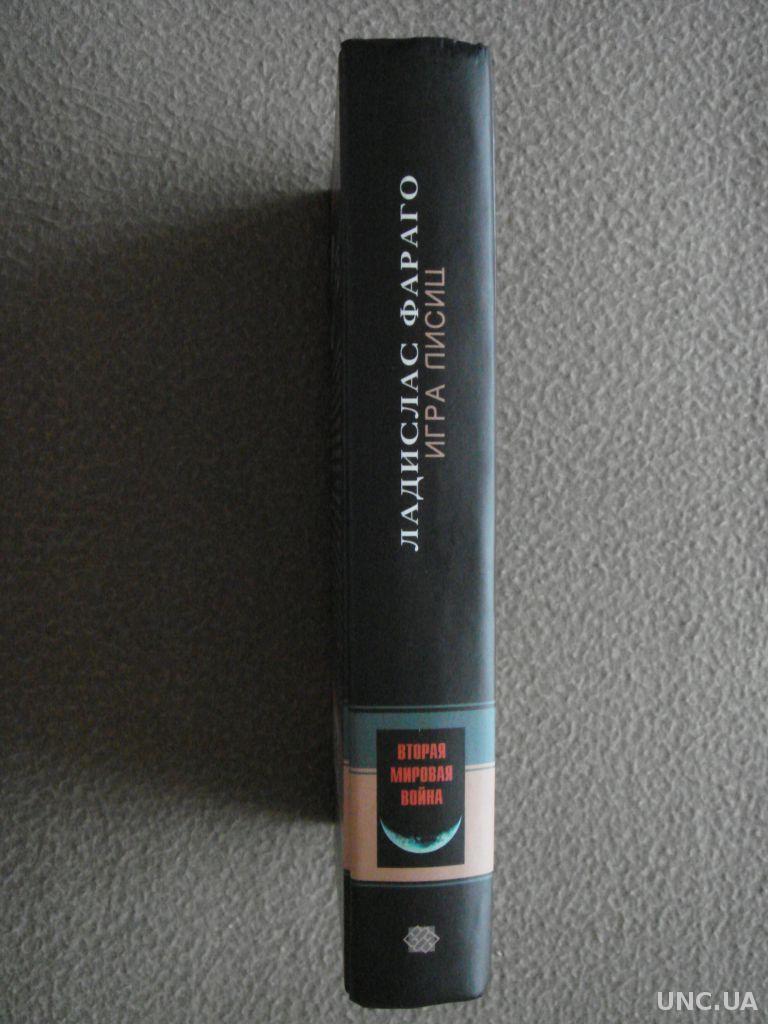 ЛАДИСЛАС ФАРАГО
ИГРА ЛИСИЦ
ВТОРАЯ
МИРОВАЯ
ВОЙНА
UNC.UA